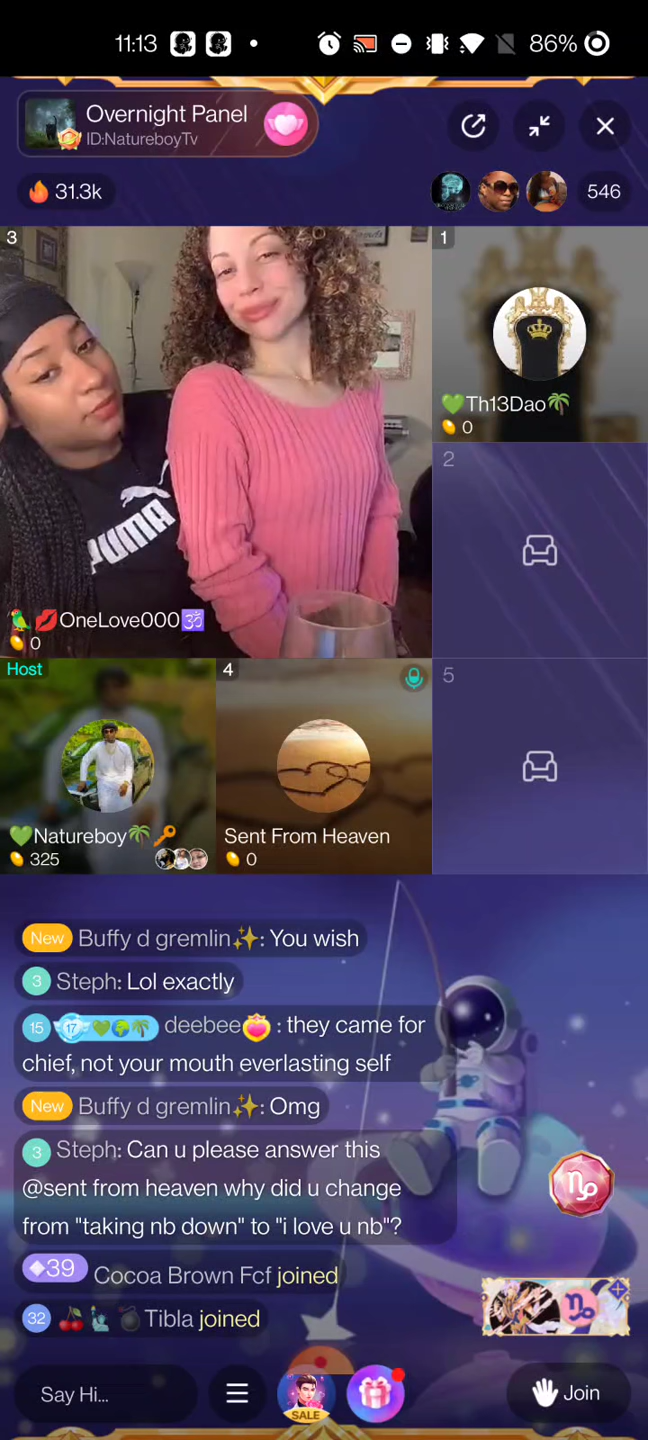 11:13
86%
Overnight Panel
ID:NatureboyTv
🔥 31.3k
546
3
1
💚Th13Dao🌴
0
2
PUMA
🦜💋OneLove000🕉
0
Host
4
5
💚Natureboy🌴🔑
325
Sent From Heaven
0
New Buffy d gremlin✨: You wish
3 Steph: Lol exactly
15 17 💚🌍🌴 deebee🍑 : they came for
chief, not your mouth everlasting self
New Buffy d gremlin✨: Omg
3 Steph: Can u please answer this
@sent from heaven why did u change
from "taking nb down" to "i love u nb"?
39 Cocoa Brown Fcf joined
32 🍒🗽💣Tibla joined
Say Hi...
SALE
Join